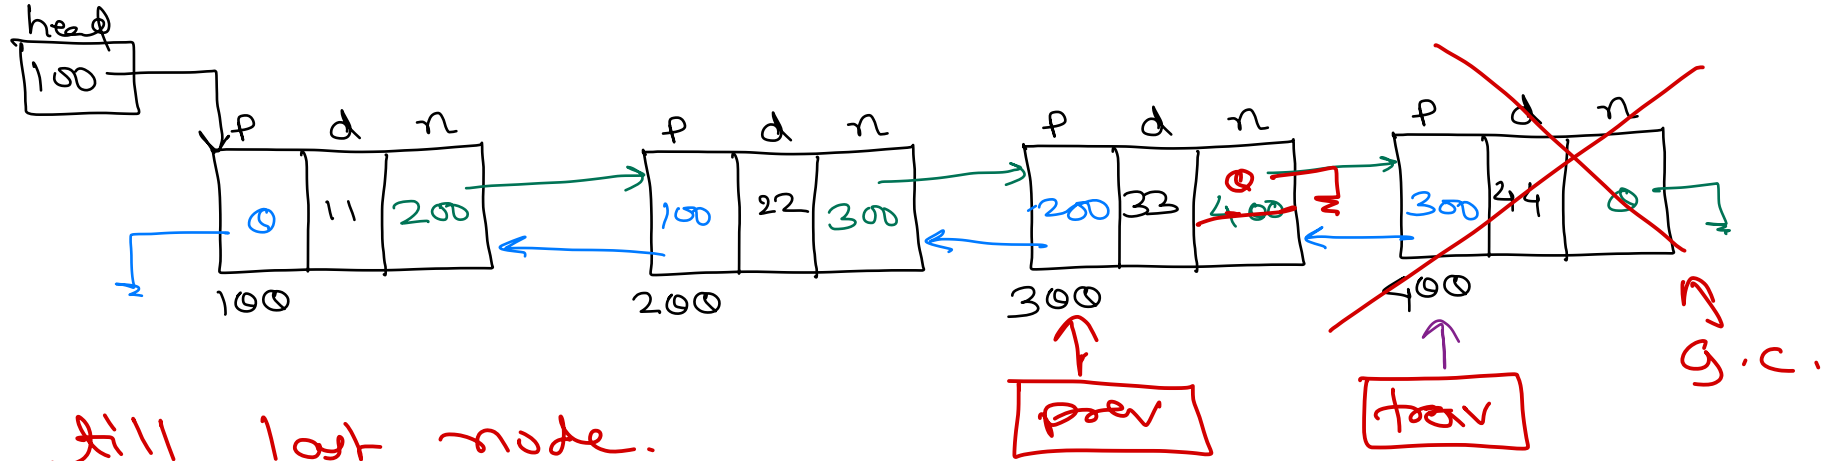 head
100
p d n p d n p d n p d n
0 11 200 100 22 300 200 33 400 0 300 44 0
100 200 300 400
g.c.
prev trav
till last node.